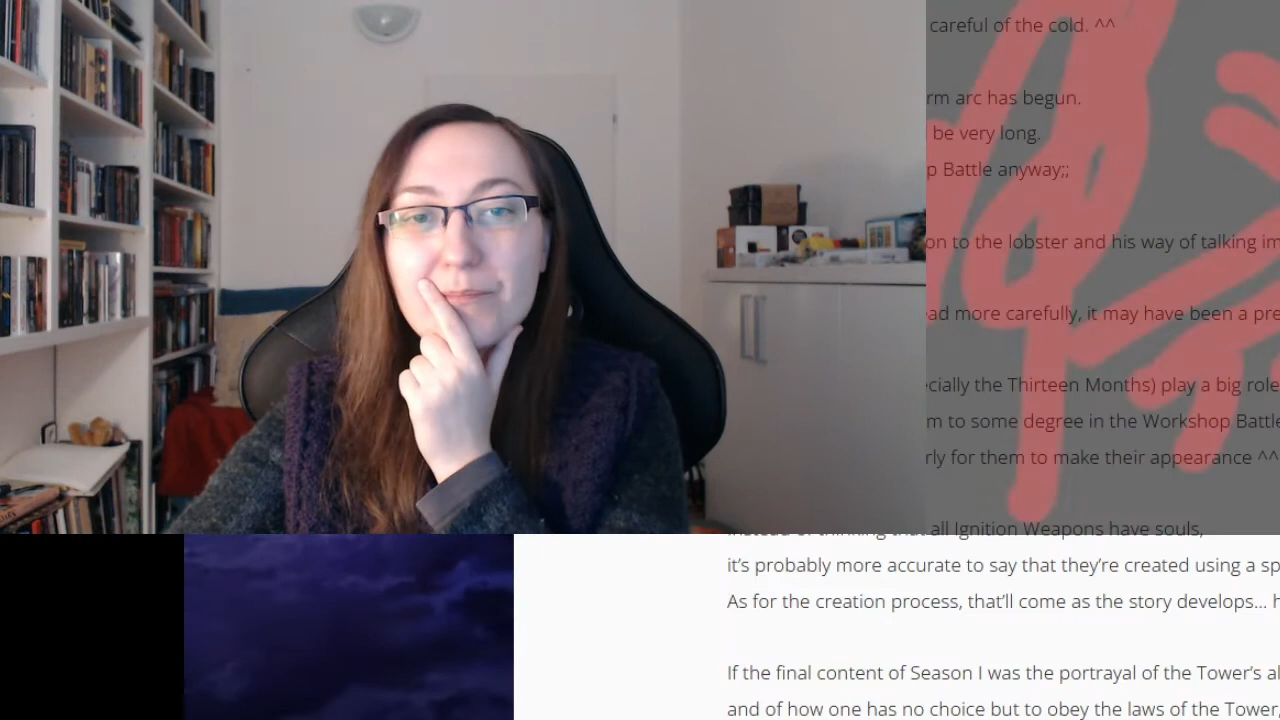 careful of the cold. ^^
rm arc has begun.
be very long.
p Battle anyway;;
on to the lobster and his way of talking im
ad more carefully, it may have been a pre
cially the Thirteen Months) play a big role
m to some degree in the Workshop Battle
rly for them to make their appearance ^^
instead of thinking that all Ignition Weapons have souls,
it's probably more accurate to say that they're created using a sp
As for the creation process, that'll come as the story develops... h
If the final content of Season I was the portrayal of the Tower's al
and of how one has no choice but to obey the laws of the Tower,